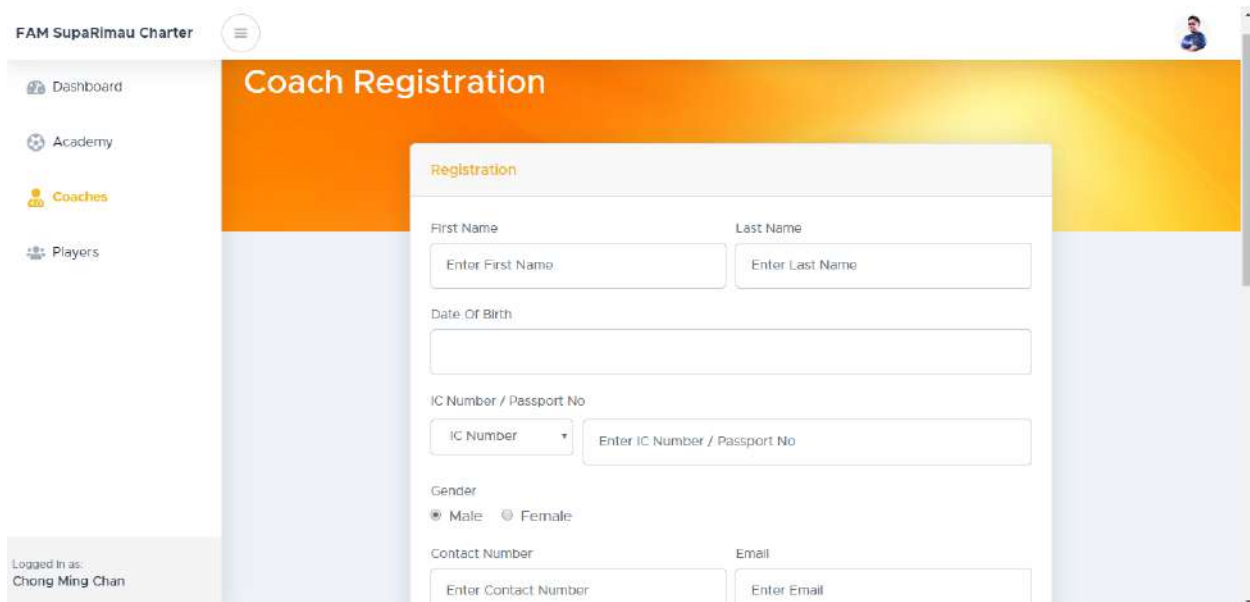 FAM SupaRimau Charter
Dashboard
Academy
Coaches
Players
Logged in as:
Chong Ming Chan
Coach Registration
Registration
First Name Last Name
Enter First Name Enter Last Name
Date Of Birth
IC Number / Passport No
IC Number Enter IC Number / Passport No
Gender
Male Female
Contact Number Email
Enter Contact Number Enter Email